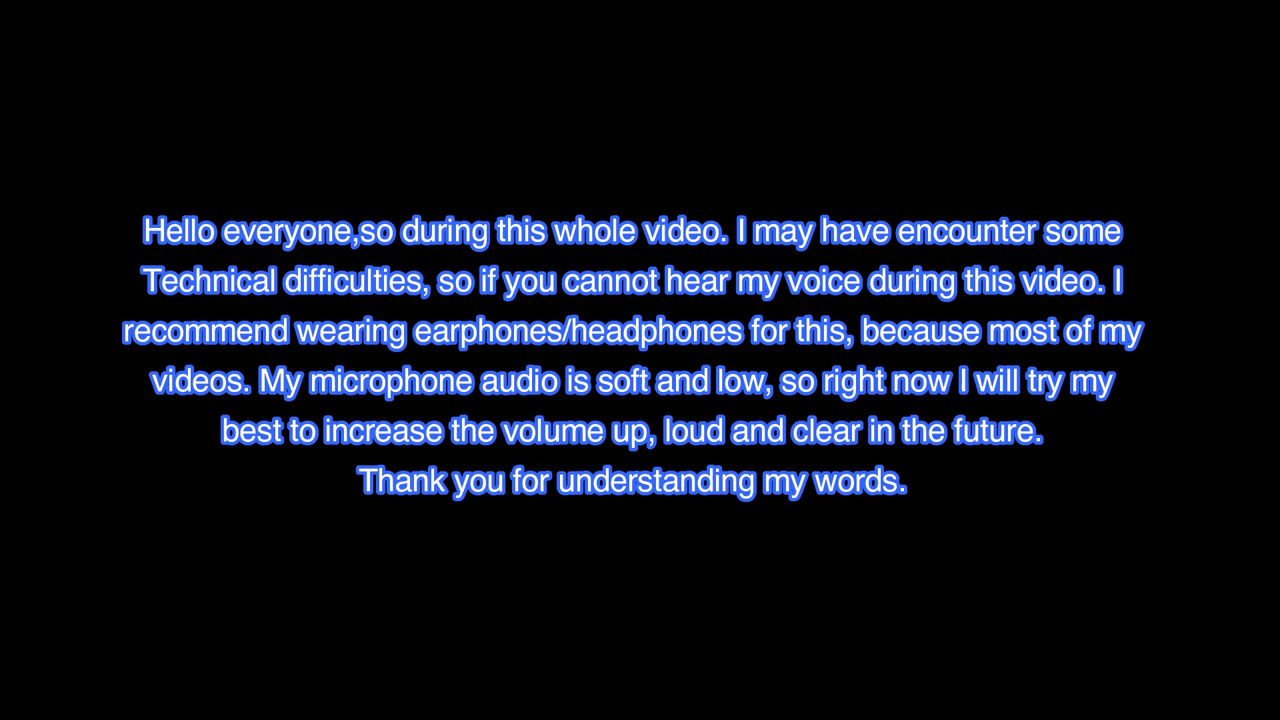 Hello everyone,so during this whole video. I may have encounter some
Technical difficulties, so if you cannot hear my voice during this video. I
recommend wearing earphones/headphones for this, because most of my
videos. My microphone audio is soft and low, so right now I will try my
best to increase the volume up, loud and clear in the future.
Thank you for understanding my words.